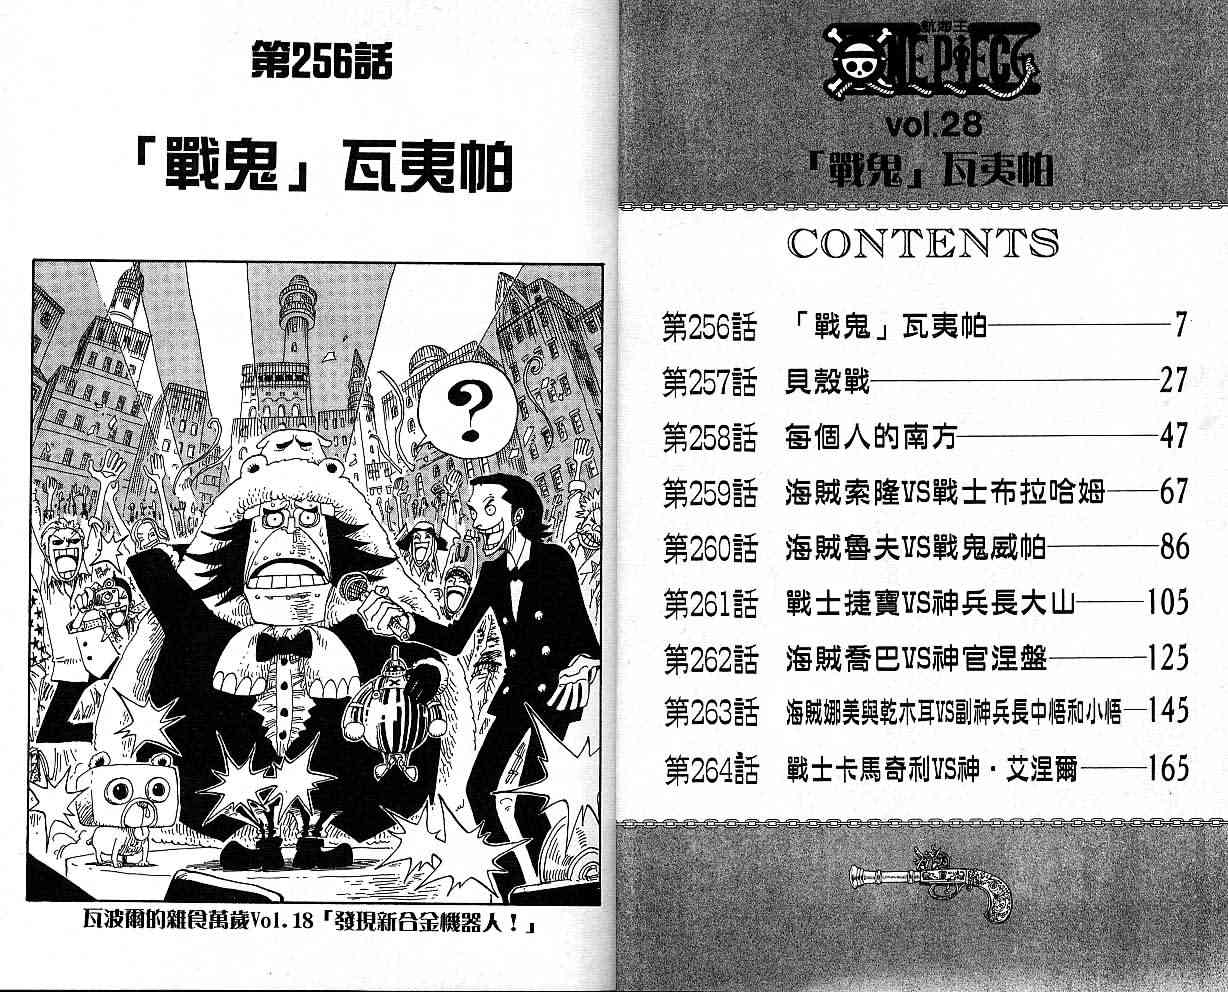 航海王
ONE PIECE
vol.28
「戰鬼」瓦夷帕
CONTENTS
第256話 「戰鬼」瓦夷帕 7
第257話 貝殼戰 27
第258話 每個人的南方 47
第259話 海賊索隆VS戰士布拉哈姆 67
第260話 海賊魯夫VS戰鬼威帕 86
第261話 戰士捷寶VS神兵長大山 105
第262話 海賊喬巴VS神官涅盤 125
第263話 海賊娜美與乾木耳VS副神兵長中悟和小悟 145
第264話 戰士卡馬奇利VS神・艾涅爾 165
第256話
「戰鬼」瓦夷帕
?
瓦波爾的雜食萬歲Vol.18「發現新合金機器人！」